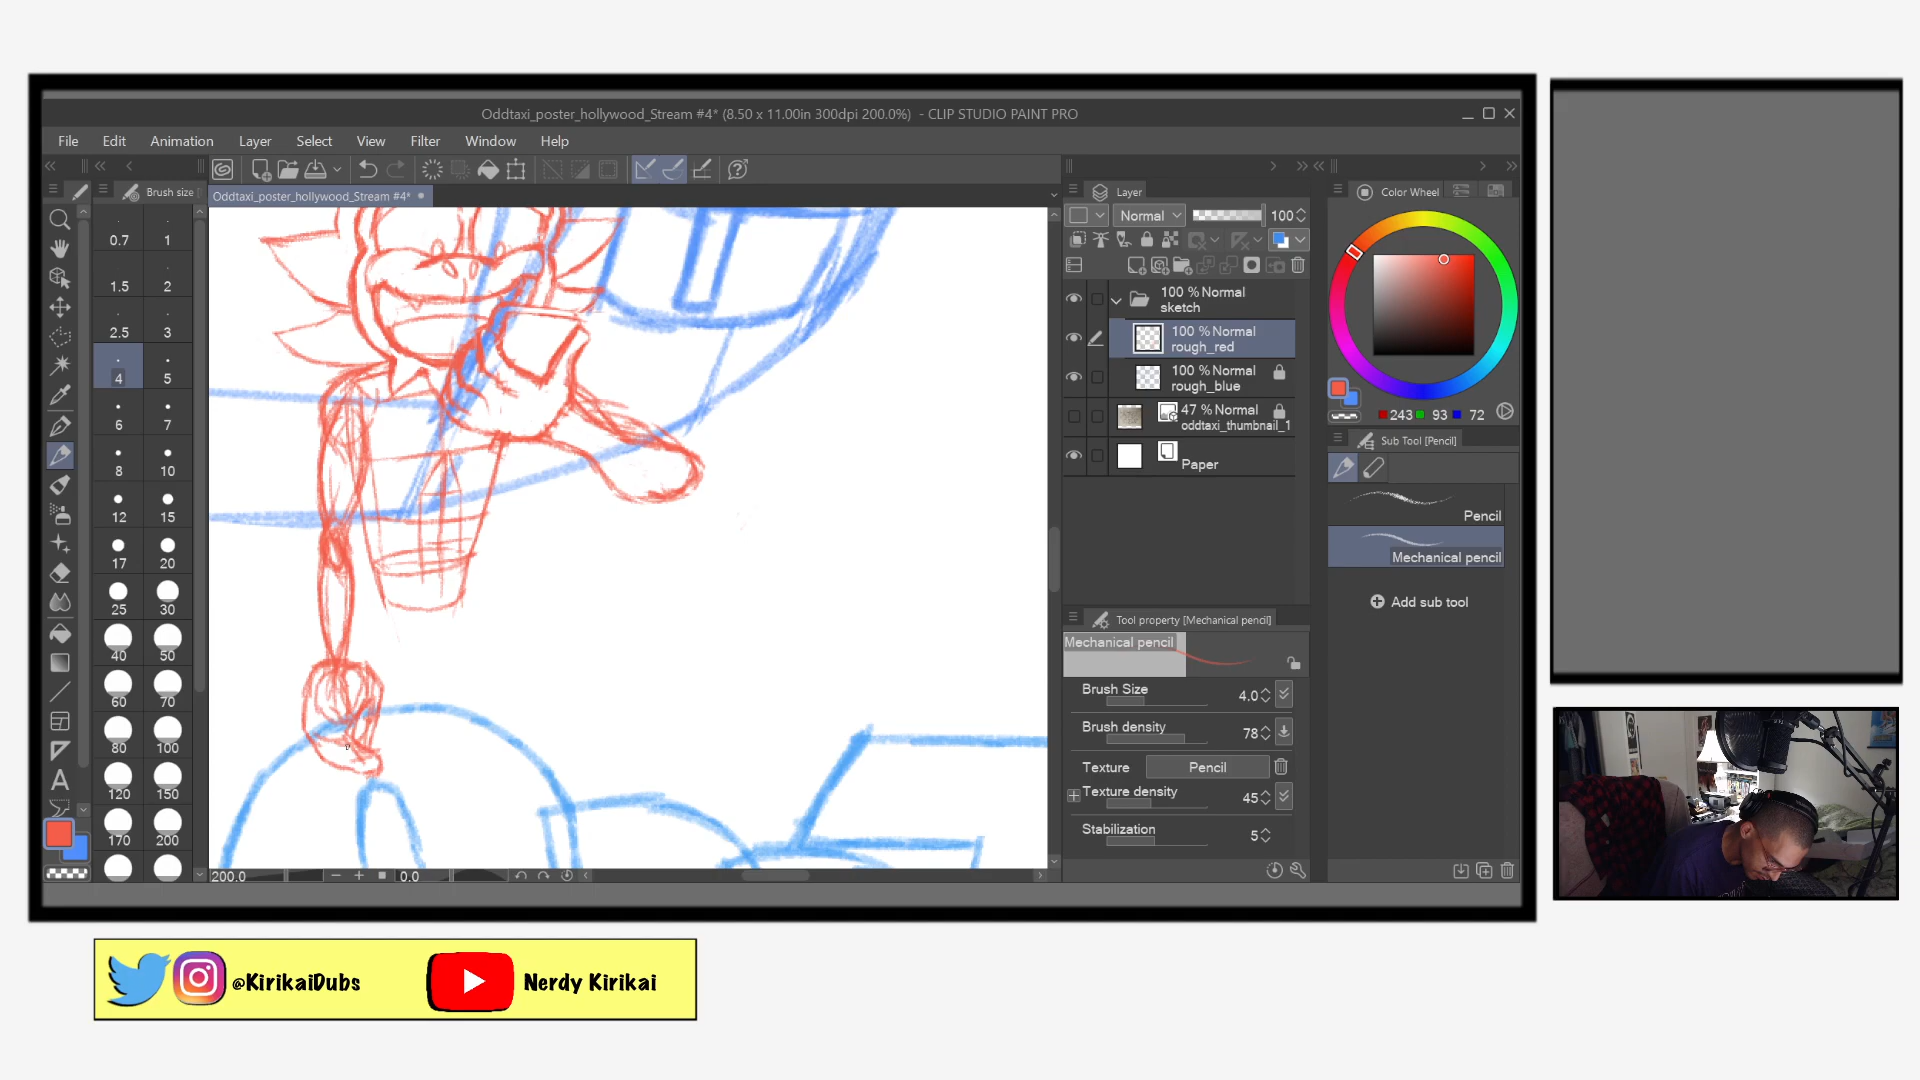 Oddtaxi_poster_hollywood_Stream #4* (8.50 x 11.00in 300dpi 200.0%) - CLIP STUDIO PAINT PRO
File Edit Animation Layer Select View Filter Window Help
Brush size
Oddtaxi_poster_hollywood_Stream #4*
Layer
Color Wheel
Normal 100
0.7 1
1.5 2
2.5 3
4 5
6 7
8 10
12 15
17 20
25 30
40 50
60 70
80 100
120 150
170 200
100 % Normal
sketch
100 % Normal
rough_red
100 % Normal
rough_blue
47 % Normal
oddtaxi_thumbnail_1
Paper
243 93 72
Sub Tool [Pencil]
Pencil
Mechanical pencil
Add sub tool
Tool property [Mechanical pencil]
Mechanical pencil
Brush Size 4.0
Brush density 78
Texture Pencil
Texture density 45
Stabilization 5
200.0 0.0
@KirikaiDubs
Nerdy Kirikai